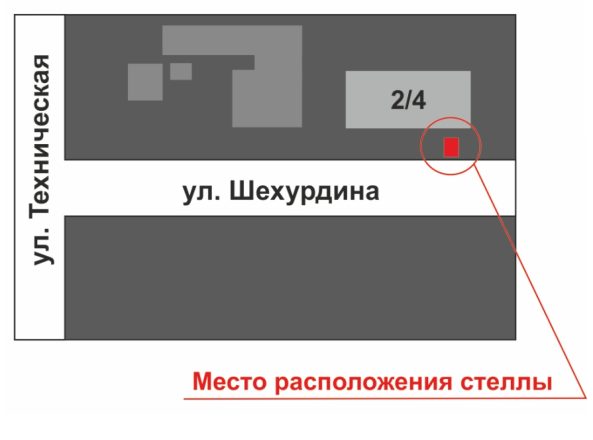 ул. Техническая
2/4
ул. Шехурдина
Место расположения стеллы